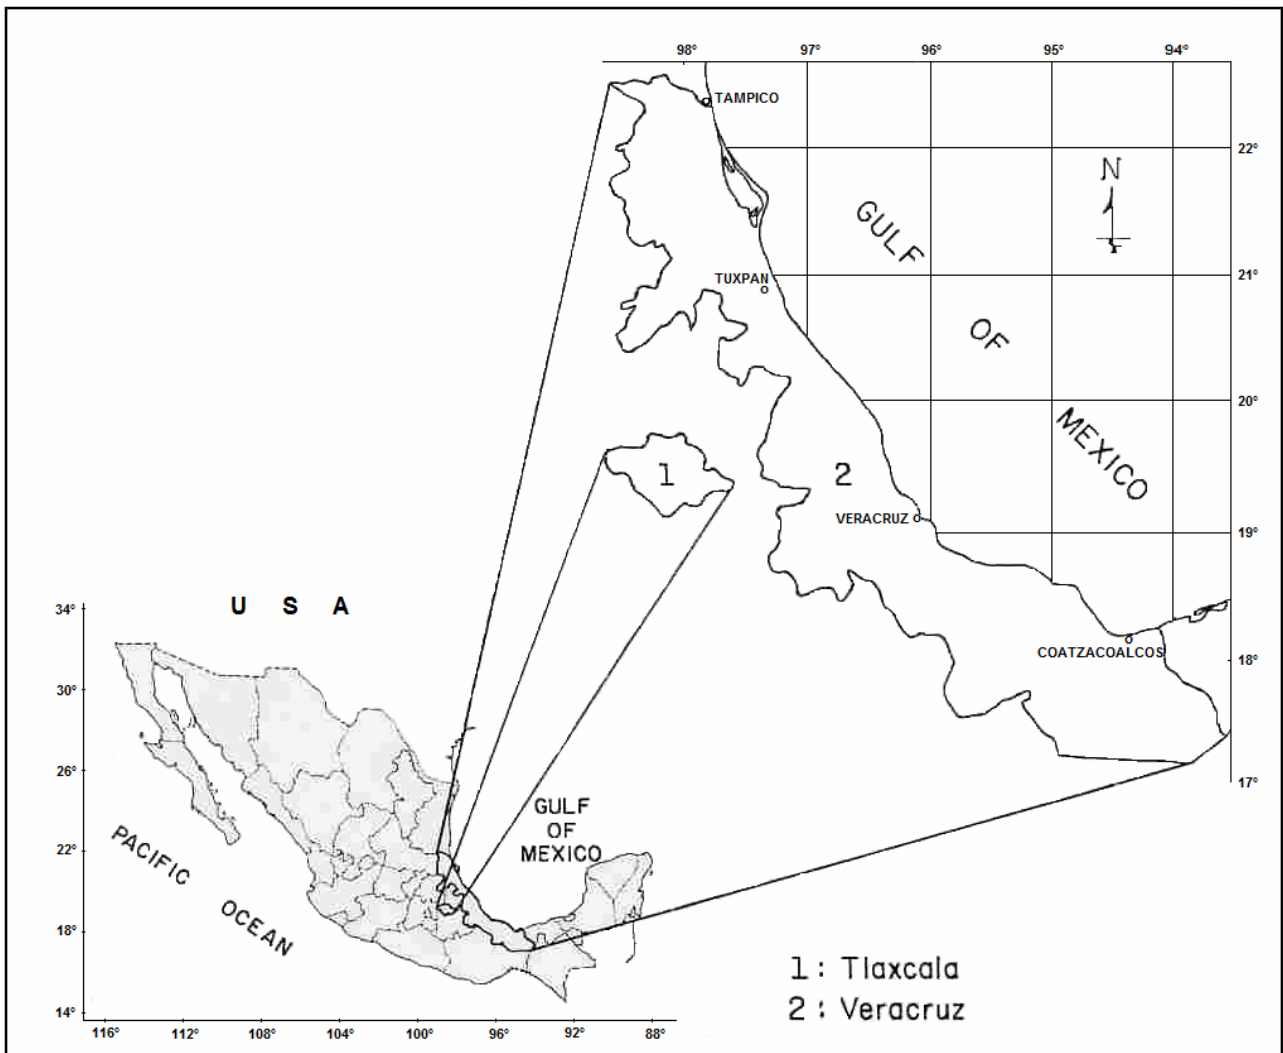 98° 97° 96° 95° 94°
TAMPICO
22°
N
GULF
OF
MEXICO
TUXPAN
21°
20°
1
2
VERACRUZ
19°
COATZACOALCOS
18°
17°
U S A
34°
30°
26°
22°
18°
14°
PACIFIC
OCEAN
GULF
OF
MEXICO
116° 112° 108° 104° 100° 96° 92° 88°
1: Tlaxcala
2: Veracruz